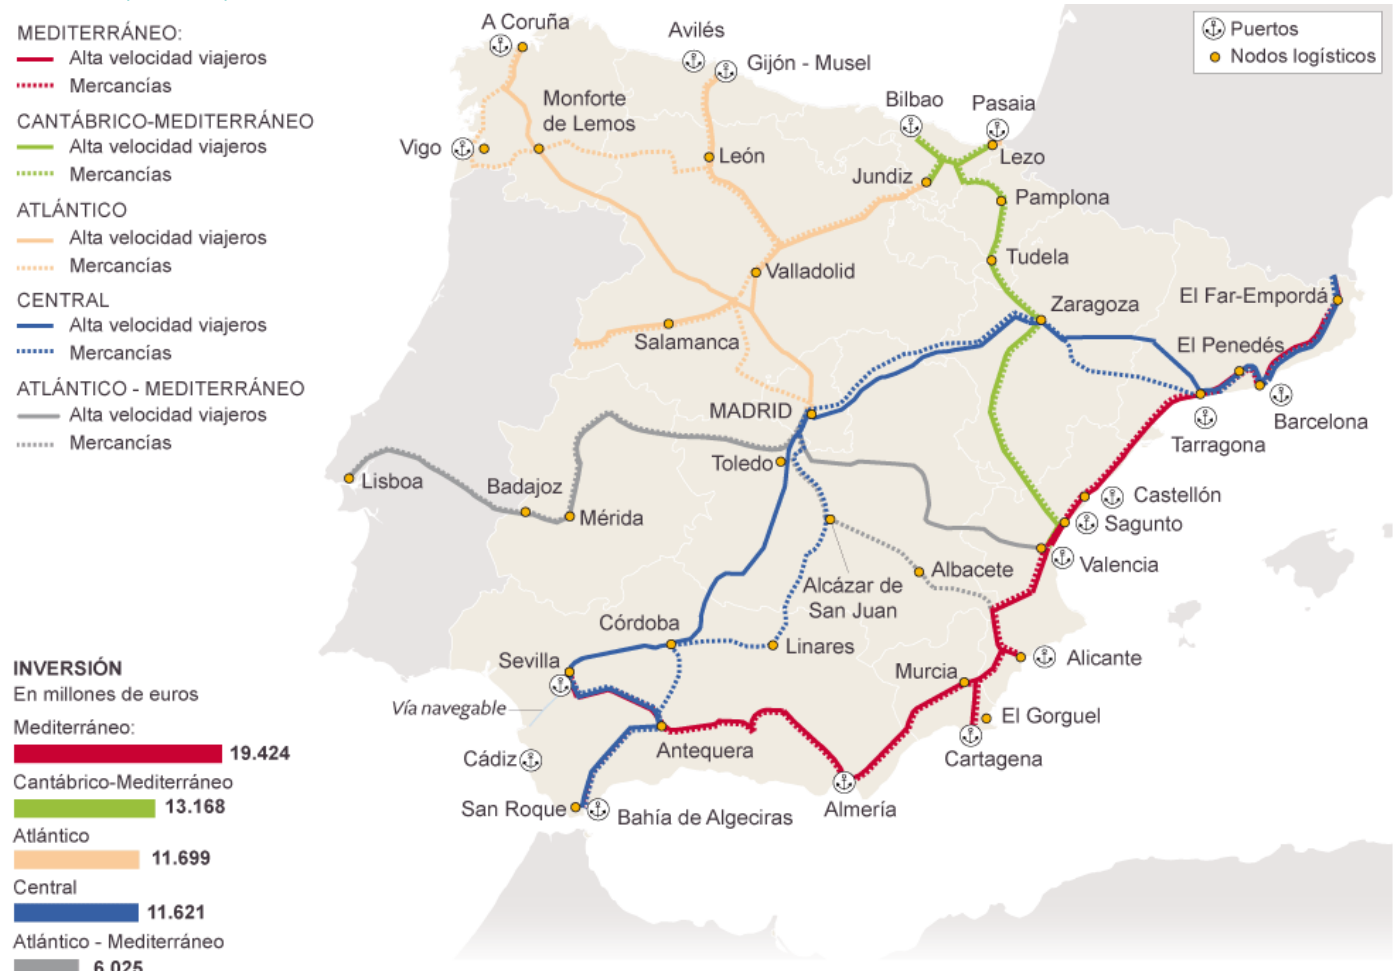 MEDITERRÁNEO:
Alta velocidad viajeros
Mercancías
CANTÁBRICO-MEDITERRÁNEO
Alta velocidad viajeros
Mercancías
ATLÁNTICO
Alta velocidad viajeros
Mercancías
CENTRAL
Alta velocidad viajeros
Mercancías
ATLÁNTICO - MEDITERRÁNEO
Alta velocidad viajeros
Mercancías
Puertos
Nodos logísticos
A Coruña
Avilés
Gijón - Musel
Bilbao
Pasaia
Monforte
de Lemos
Vigo
León
Lezo
Jundiz
Pamplona
Tudela
Valladolid
Zaragoza
El Far-Empordá
Salamanca
El Penedés
MADRID
Barcelona
Tarragona
Toledo
Lisboa
Badajoz
Mérida
Castellón
Sagunto
Valencia
Alcázar de
San Juan
Albacete
Córdoba
Linares
Sevilla
Murcia
Alicante
Vía navegable
El Gorguel
Antequera
Cádiz
Cartagena
San Roque
Bahía de Algeciras
Almería
INVERSIÓN
En millones de euros
Mediterráneo:
19.424
Cantábrico-Mediterráneo
13.168
Atlántico
11.699
Central
11.621
Atlántico - Mediterráneo
6.025